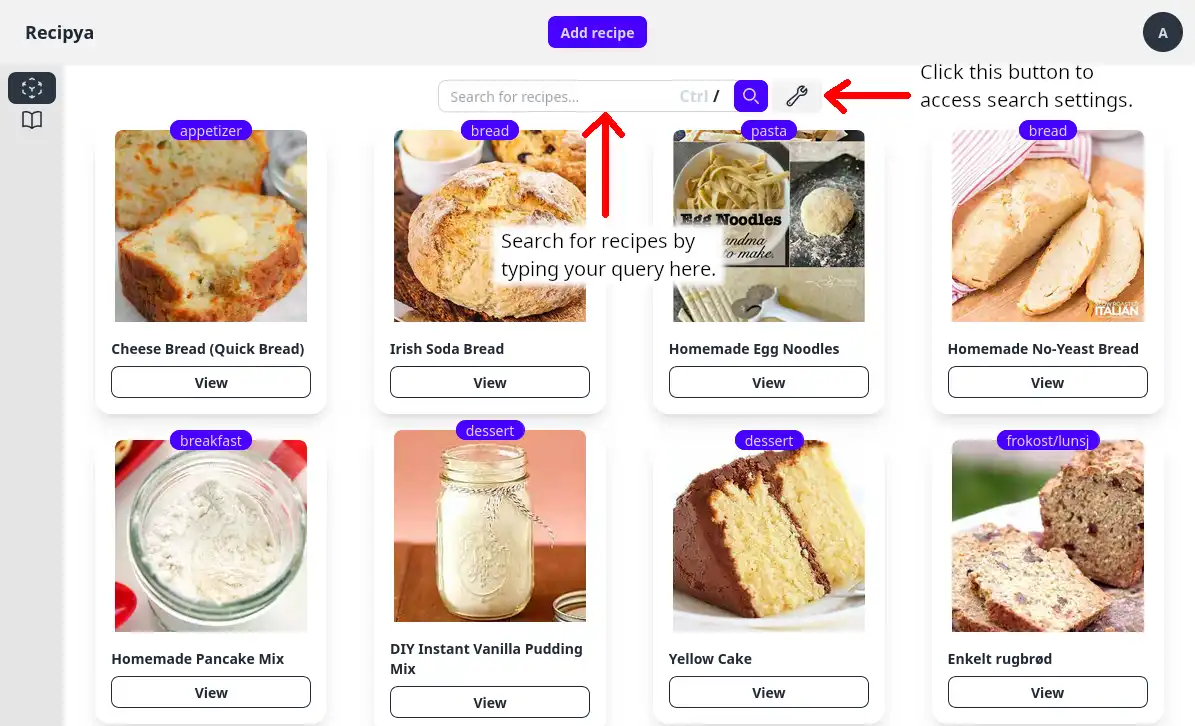 Recipya
Add recipe
A
Search for recipes...
Ctrl /
Click this button to
access search settings.
appetizer
bread
pasta
bread
Egg Noodles
andma
to make.
ITALIAN
Search for recipes by
typing your query here.
Cheese Bread (Quick Bread)
Irish Soda Bread
Homemade Egg Noodles
Homemade No-Yeast Bread
View
View
View
View
breakfast
dessert
dessert
frokost/lunsj
Homemade Pancake Mix
DIY Instant Vanilla Pudding
Mix
Yellow Cake
Enkelt rugbrød
View
View
View
View